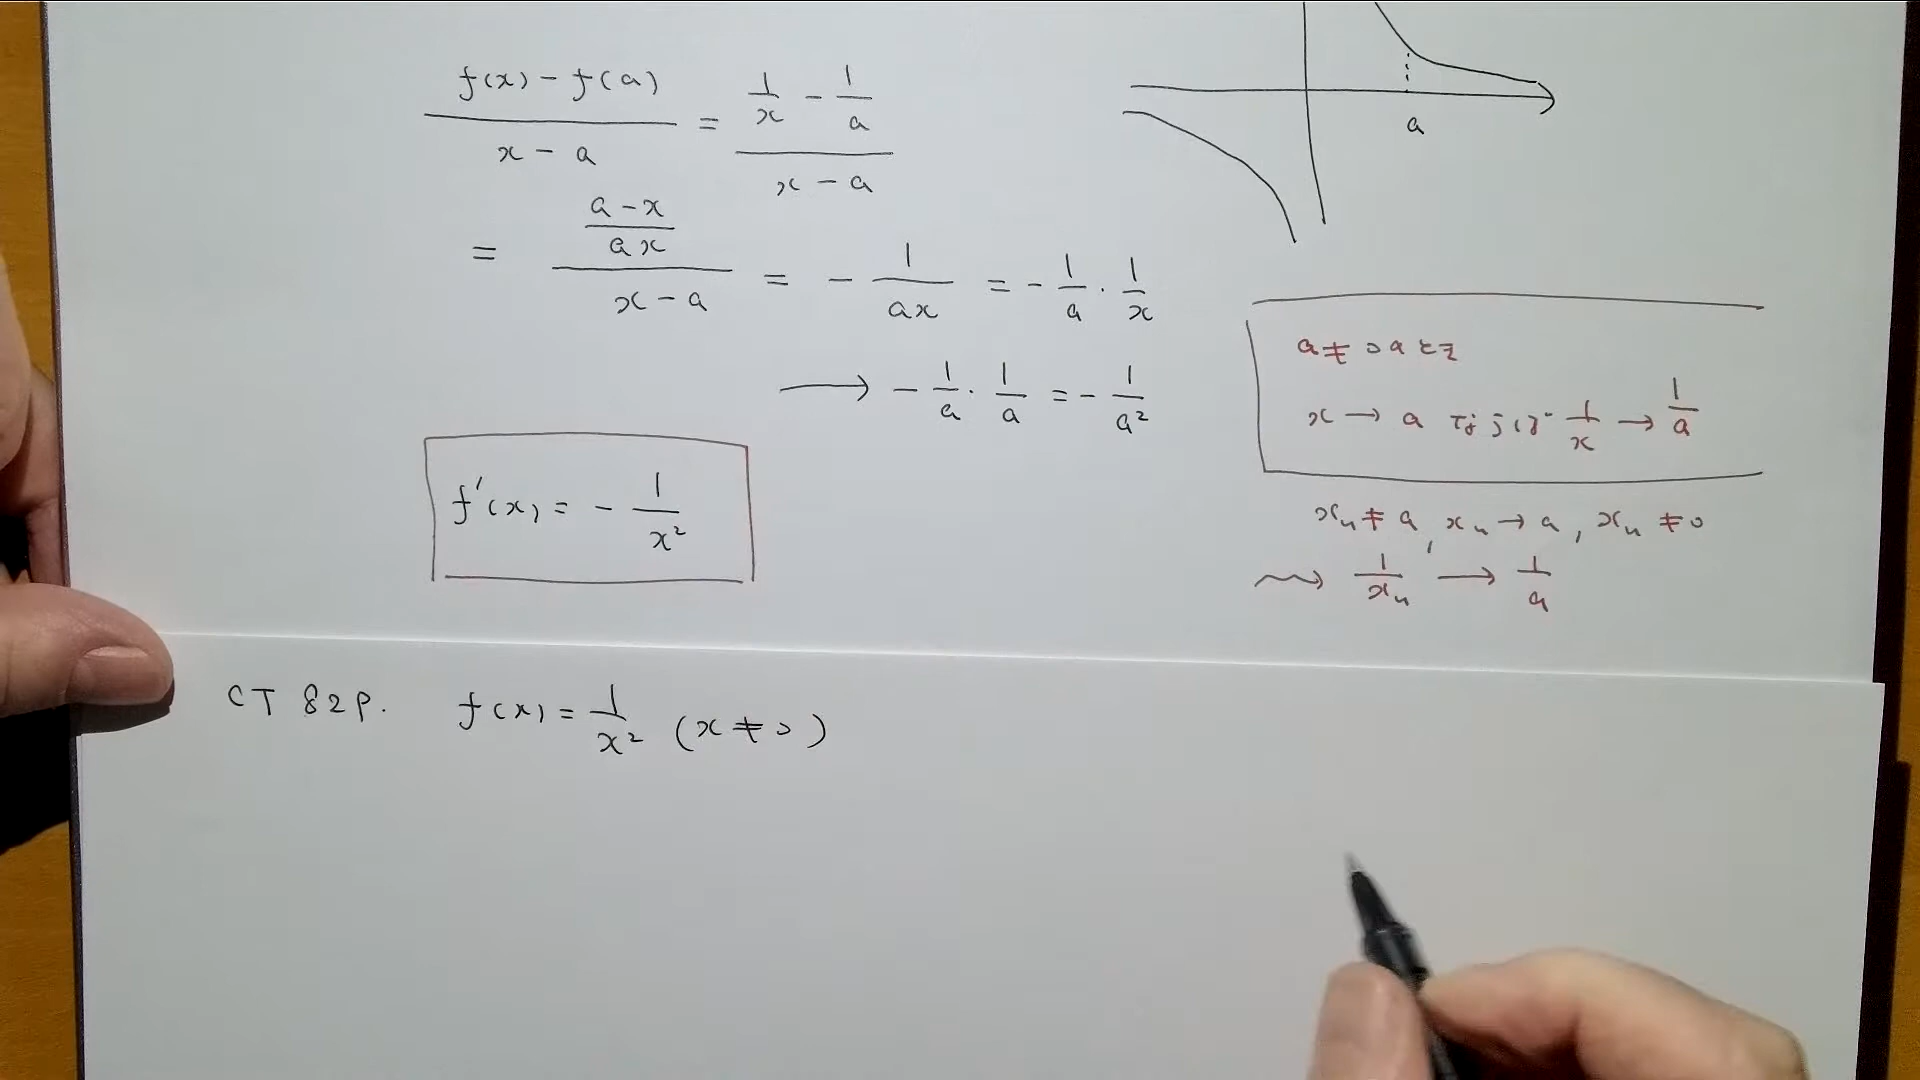 (f(x) - f(a)) / (x - a) = (1/x - 1/a) / (x - a)
= ((a - x) / (ax)) / (x - a) = - 1/(ax) = - 1/a · 1/x
⟶ - 1/a · 1/a = - 1/a²
f'(x) = - 1/x²
a
a ≠ 0 のとき
x → a ならば 1/x → 1/a
xₙ ≠ a, xₙ → a, xₙ ≠ 0
⇝ 1/xₙ ⟶ 1/a
CT 82P. f(x) = 1/x² (x ≠ 0)